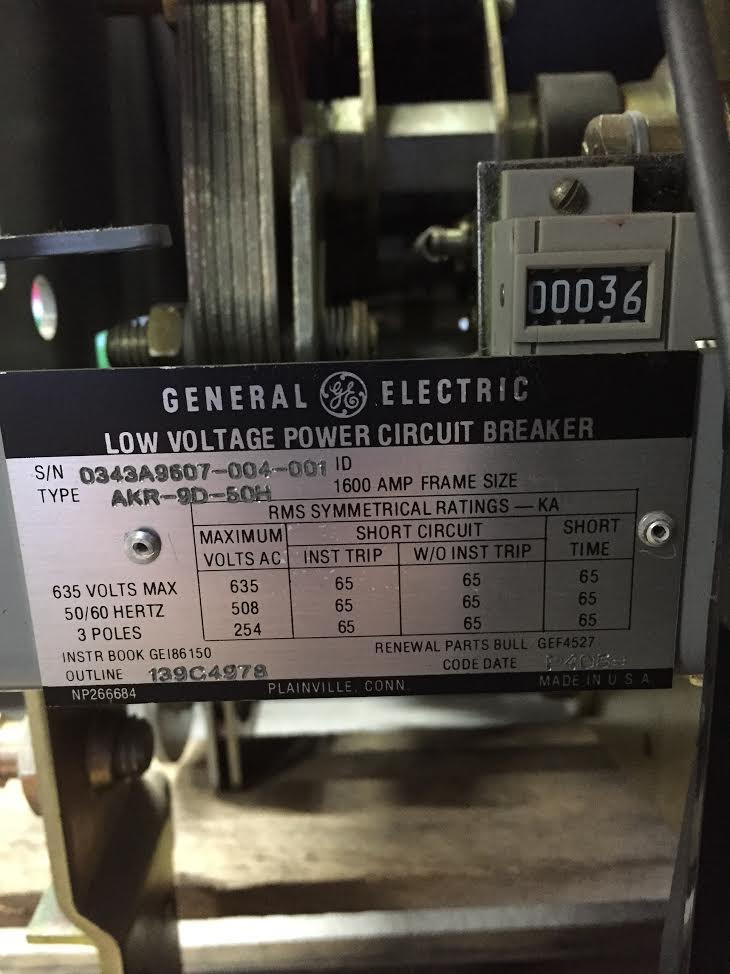 00036
GENERAL GE ELECTRIC
LOW VOLTAGE POWER CIRCUIT BREAKER
S/N 0343A9607-004-001 ID
TYPE AKR-9D-50H 1600 AMP FRAME SIZE
RMS SYMMETRICAL RATINGS — KA
MAXIMUM VOLTS AC SHORT CIRCUIT SHORT TIME
INST TRIP W/O INST TRIP
635 VOLTS MAX 635 65 65 65
50/60 HERTZ 508 65 65 65
3 POLES 254 65 65 65
INSTR BOOK GEI86150 RENEWAL PARTS BULL GEF4527
OUTLINE 139C4978 CODE DATE
NP266684 PLAINVILLE, CONN. MADE IN U.S.A.